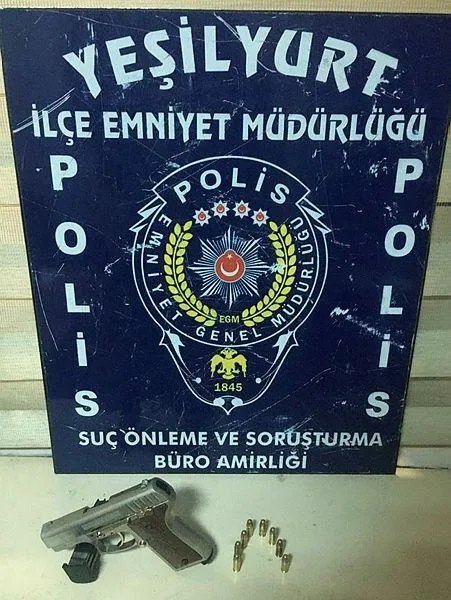 YEŞİLYURT
İLÇE EMNİYET MÜDÜRLÜĞÜ
POLİS
POLİS
POLİS
EMNİYET GENEL MÜDÜRLÜĞÜ
EGM
1845
SUÇ ÖNLEME VE SORUŞTURMA
BÜRO AMİRLİĞİ